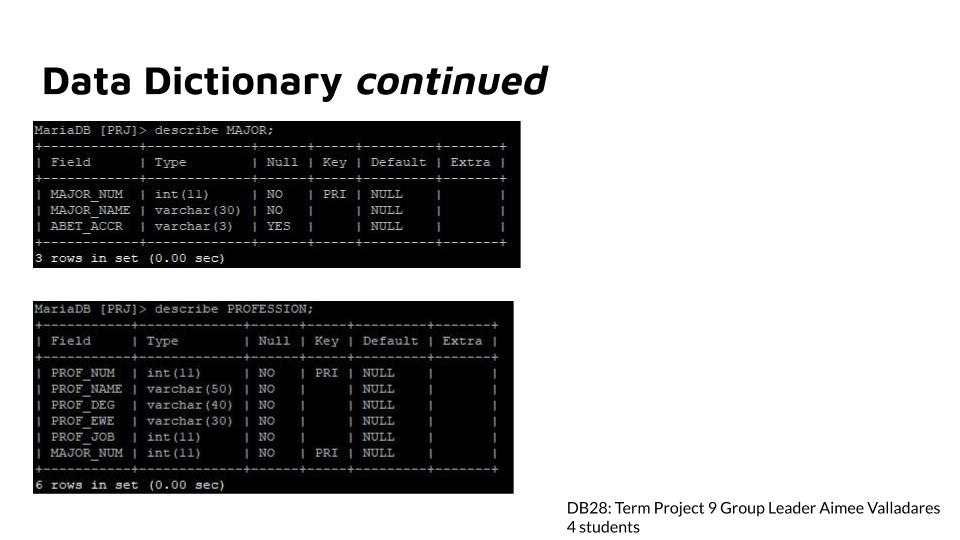 Data Dictionary continued
MariaDB [PRJ]> describe MAJOR;
+------------+-------------+------+-----+---------+-------+
| Field      | Type        | Null | Key | Default | Extra |
+------------+-------------+------+-----+---------+-------+
| MAJOR_NUM  | int(11)     | NO   | PRI | NULL    |       |
| MAJOR_NAME | varchar(30) | NO   |     | NULL    |       |
| ABET_ACCR  | varchar(3)  | YES  |     | NULL    |       |
+------------+-------------+------+-----+---------+-------+
3 rows in set (0.00 sec)
MariaDB [PRJ]> describe PROFESSION;
+-----------+-------------+------+-----+---------+-------+
| Field     | Type        | Null | Key | Default | Extra |
+-----------+-------------+------+-----+---------+-------+
| PROF_NUM  | int(11)     | NO   | PRI | NULL    |       |
| PROF_NAME | varchar(50) | NO   |     | NULL    |       |
| PROF_DEG  | varchar(40) | NO   |     | NULL    |       |
| PROF_EWE  | varchar(30) | NO   |     | NULL    |       |
| PROF_JOB  | int(11)     | NO   |     | NULL    |       |
| MAJOR_NUM | int(11)     | NO   | PRI | NULL    |       |
+-----------+-------------+------+-----+---------+-------+
6 rows in set (0.00 sec)
DB28: Term Project 9 Group Leader Aimee Valladares
4 students